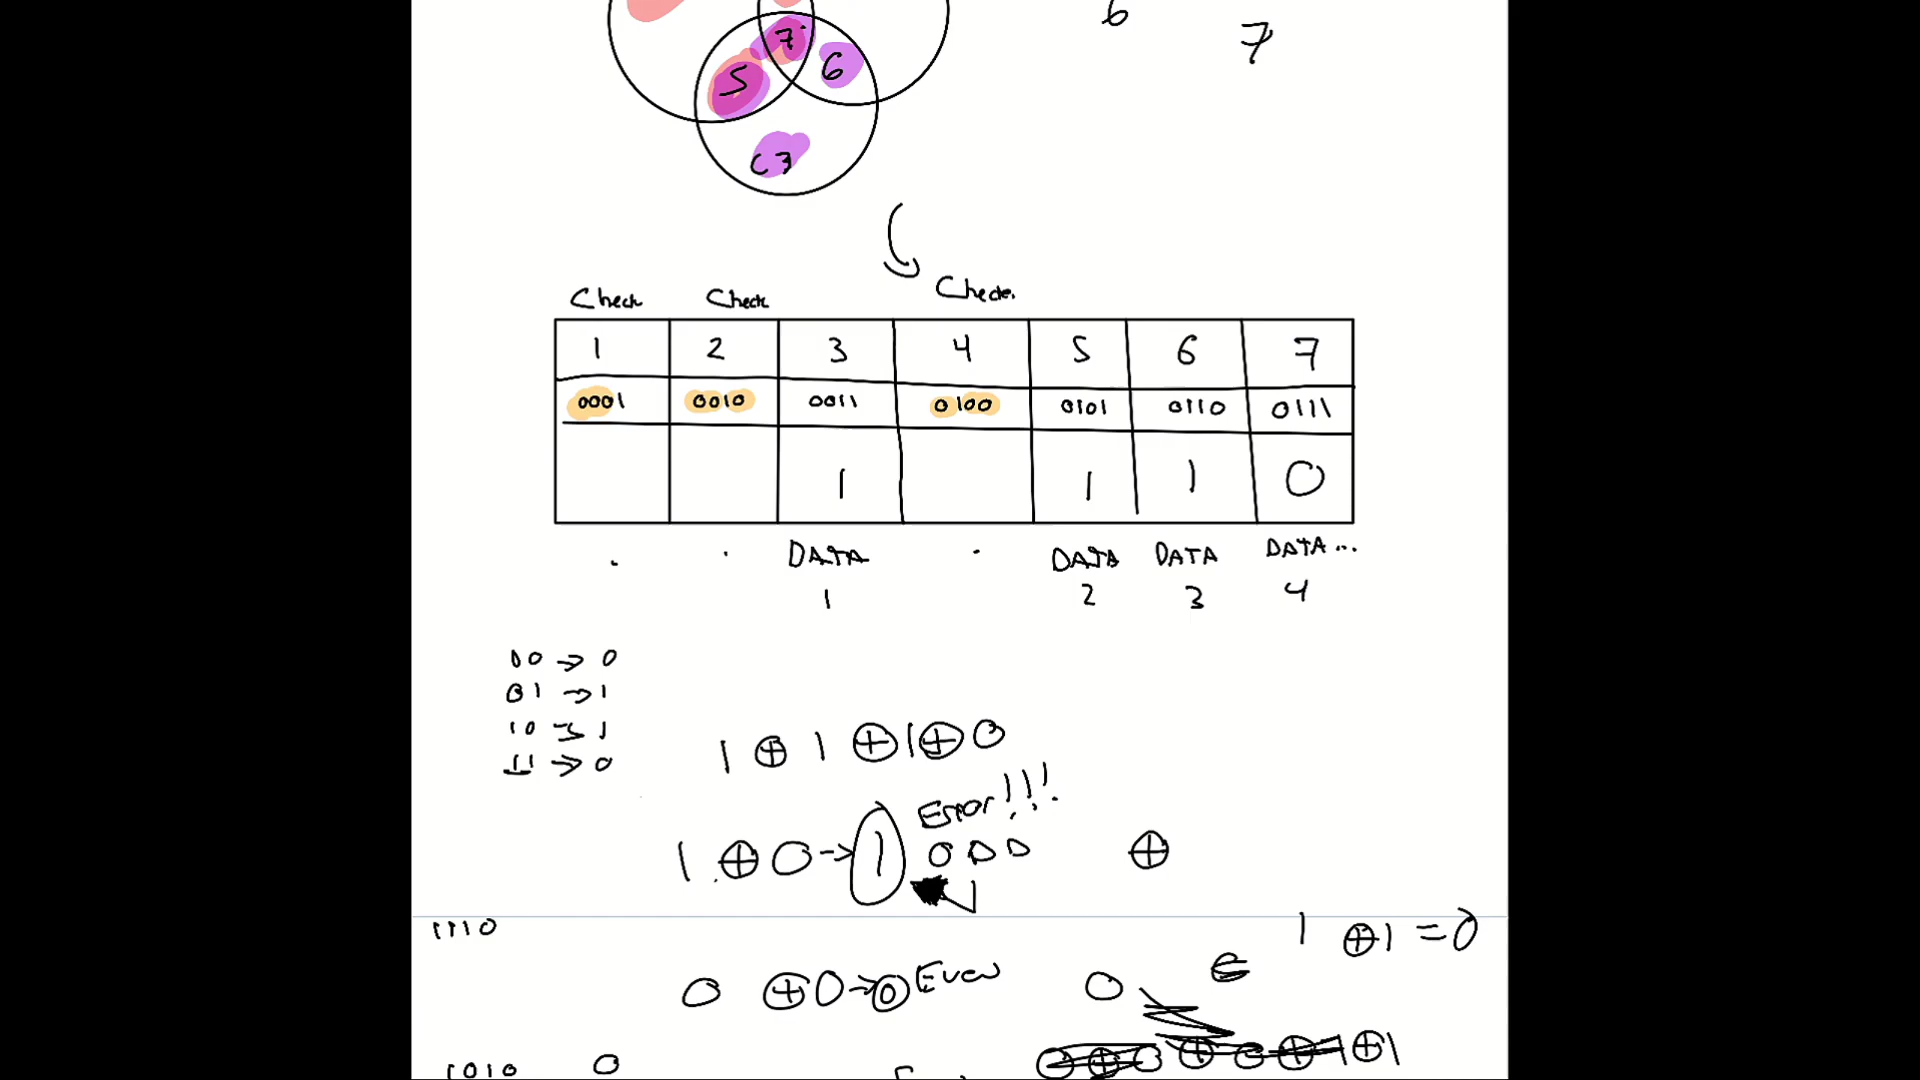 6
7
7
5
6
C3
Check Check Check.
1 2 3 4 5 6 7
0001 0010 0011 0100 0101 0110 0111
1 1 1 0
DATA DATA DATA DATA...
1 2 3 4
00 → 0
01 → 1
10 → 1
11 → 0
1 ⊕ 1 ⊕ 1 ⊕ 0
Error!!!
1 ⊕ 0 → 1 ODD ⊕
1110
1 ⊕ 1 = 0
0 ⊕ 0 → 0 Even
0
1010 0
⊕ 1